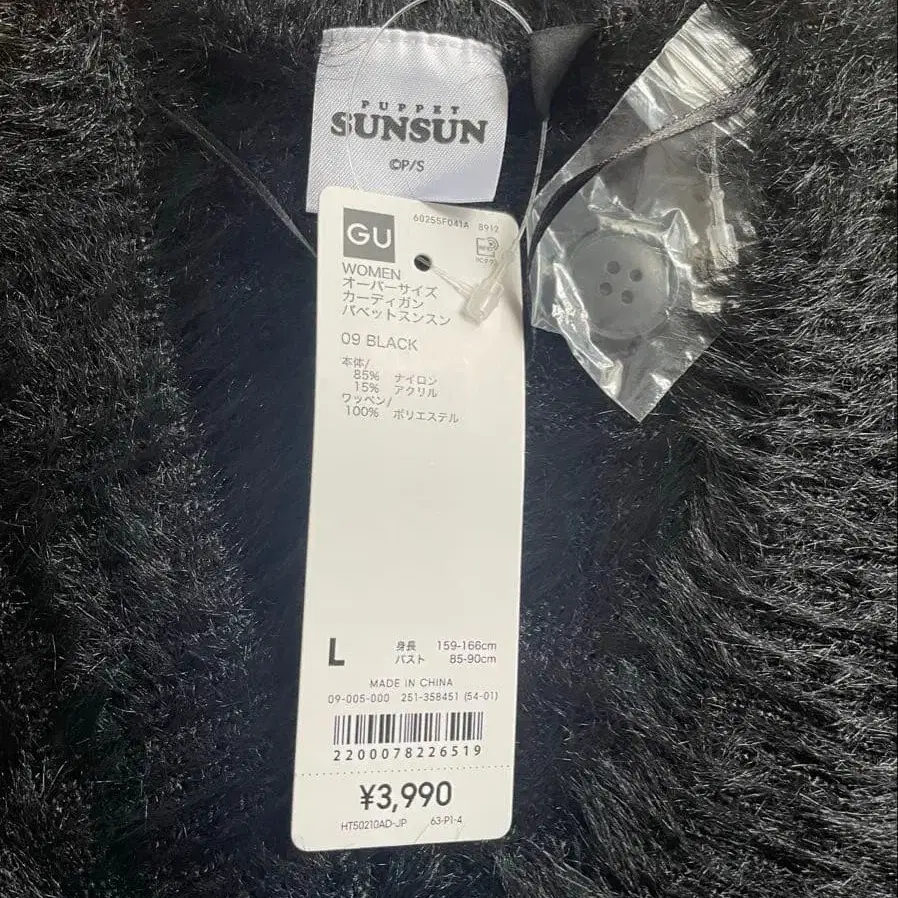 PUPPET
SUNSUN
©P/S
GU
60255F041A 8912
WOMEN
オーバーサイズ
カーディガン
パペットスンスン
09 BLACK
本体/
85% ナイロン
15% アクリル
ワッペン/
100% ポリエステル
L
身長 159-166cm
バスト 85-90cm
MADE IN CHINA
09-005-000 251-358451 (54-01)
2200078226519
¥3,990
HT50210AD-JP 63-P1-4